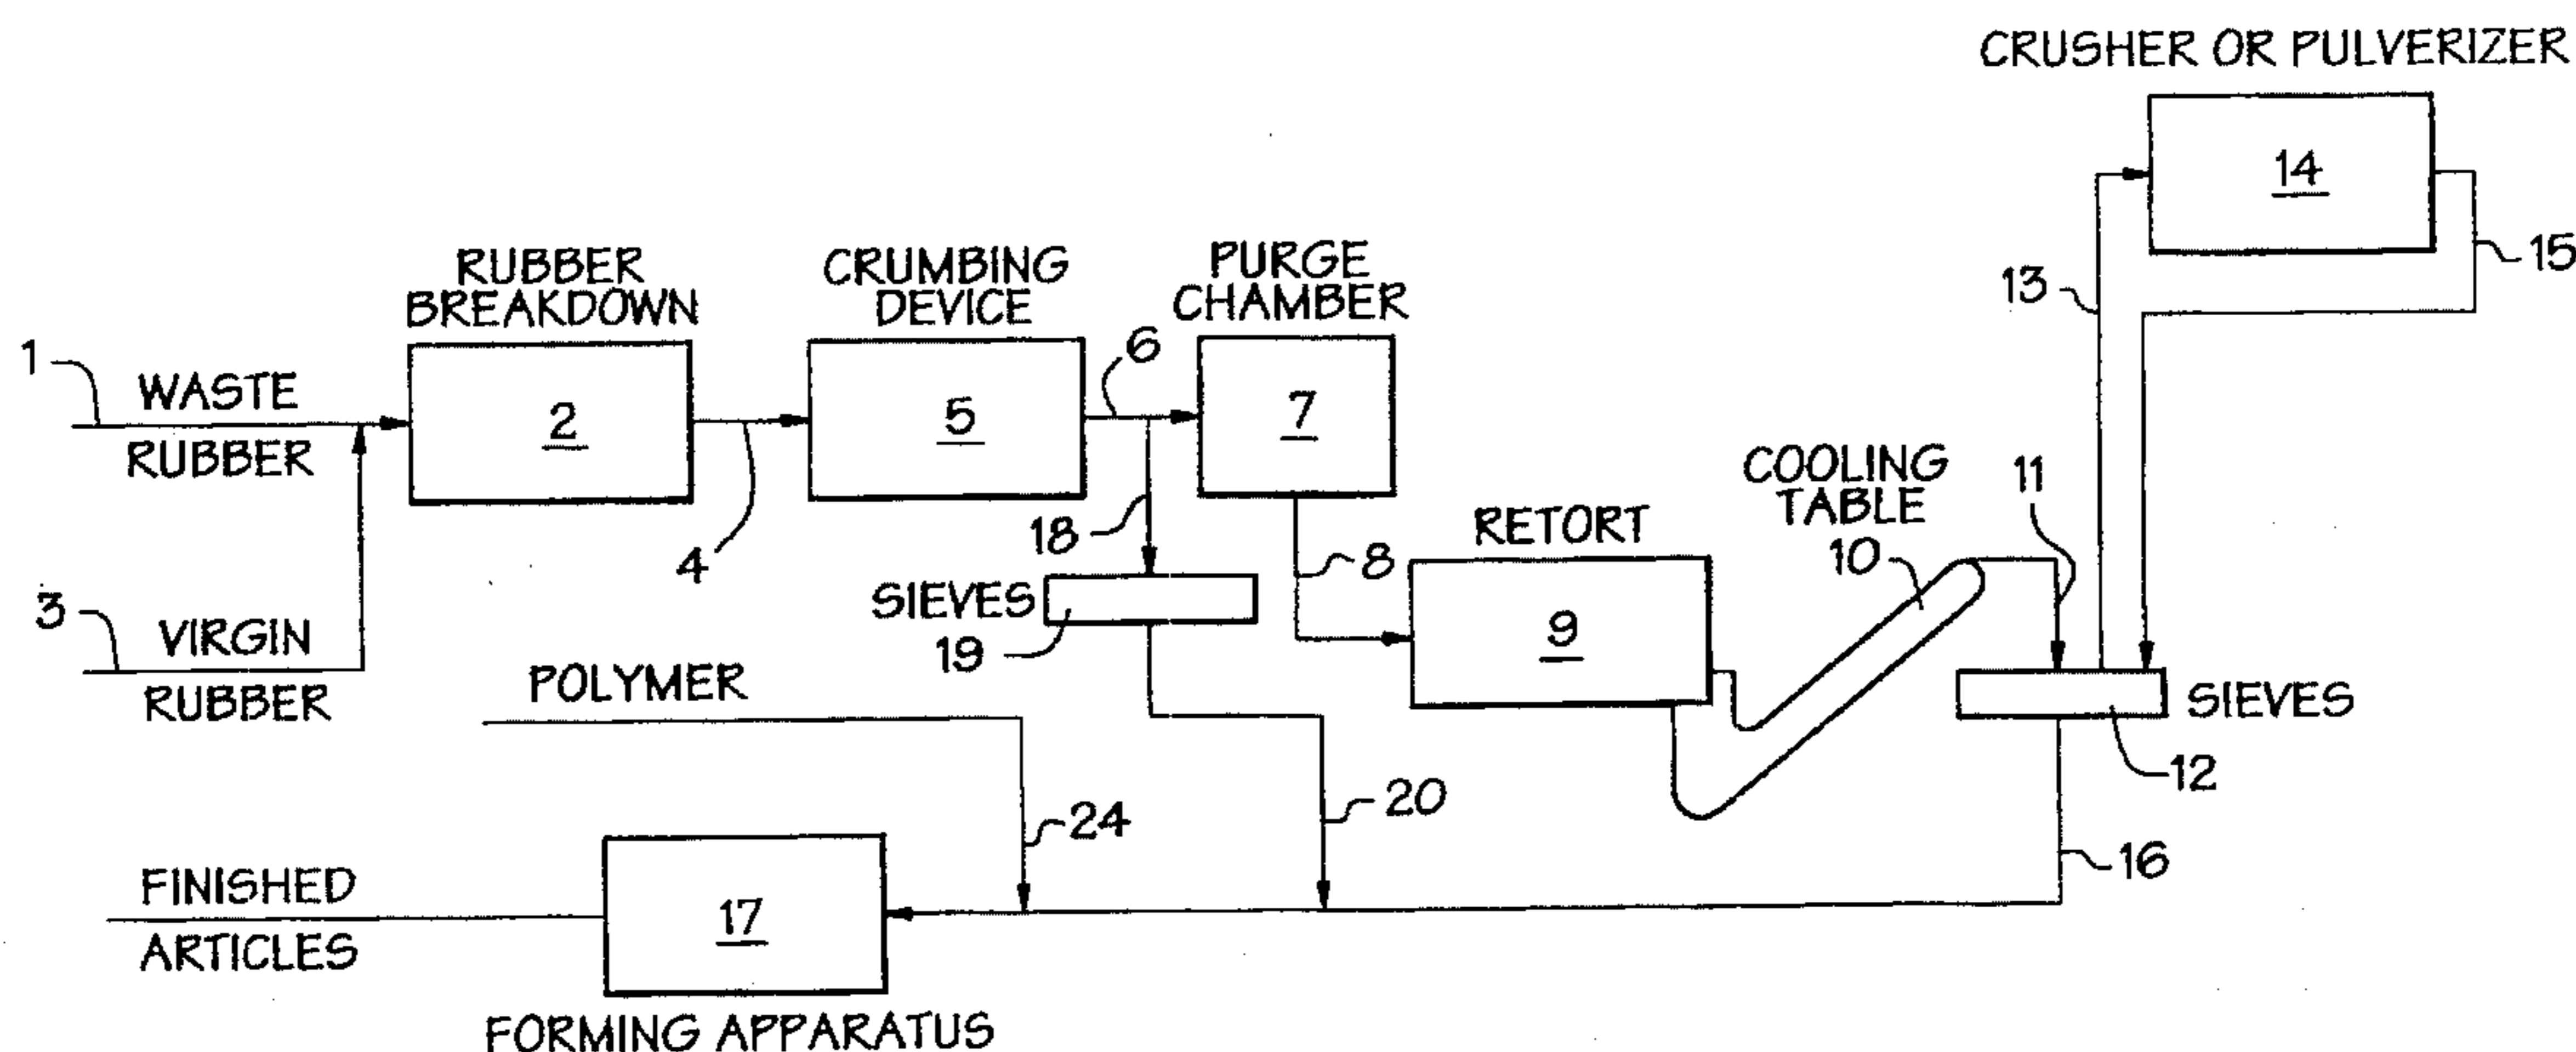 CRUSHER OR PULVERIZER
14
15
13
RUBBER
BREAKDOWN
CRUMBING
DEVICE
PURGE
CHAMBER
1
WASTE
RUBBER
2
4
5
6
7
18
8
3
VIRGIN
RUBBER
SIEVES
19
RETORT
9
COOLING
TABLE
10
11
SIEVES
12
POLYMER
24
20
16
FINISHED
ARTICLES
17
FORMING APPARATUS